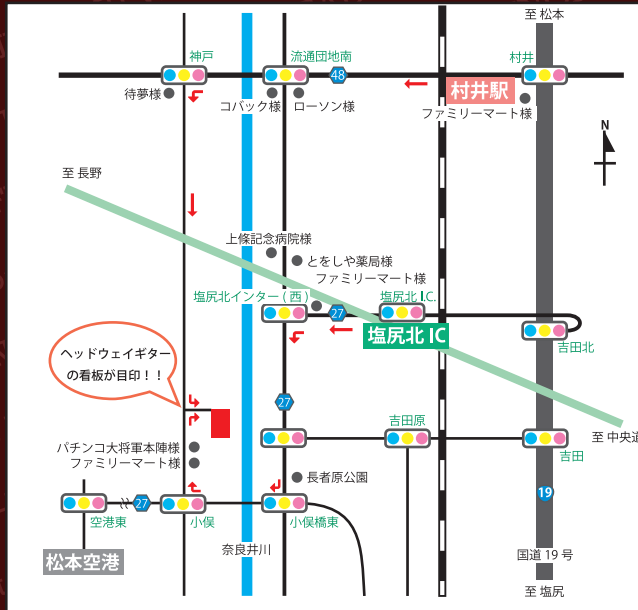 至 松本
神戸
流通団地南
村井
48
村井駅
待夢様
コバック様
ローソン様
ファミリーマート様
N
至 長野
上條記念病院様
とをしや薬局様
ファミリーマート様
塩尻北インター(西)
塩尻北 I.C.
27
塩尻北 IC
吉田北
ヘッドウェイギター
の看板が目印！！
27
吉田原
至 中央道
パチンコ大将軍本陣様
ファミリーマート様
吉田
長者原公園
19
27
空港東
小俣
小俣橋東
奈良井川
国道 19 号
松本空港
至 塩尻